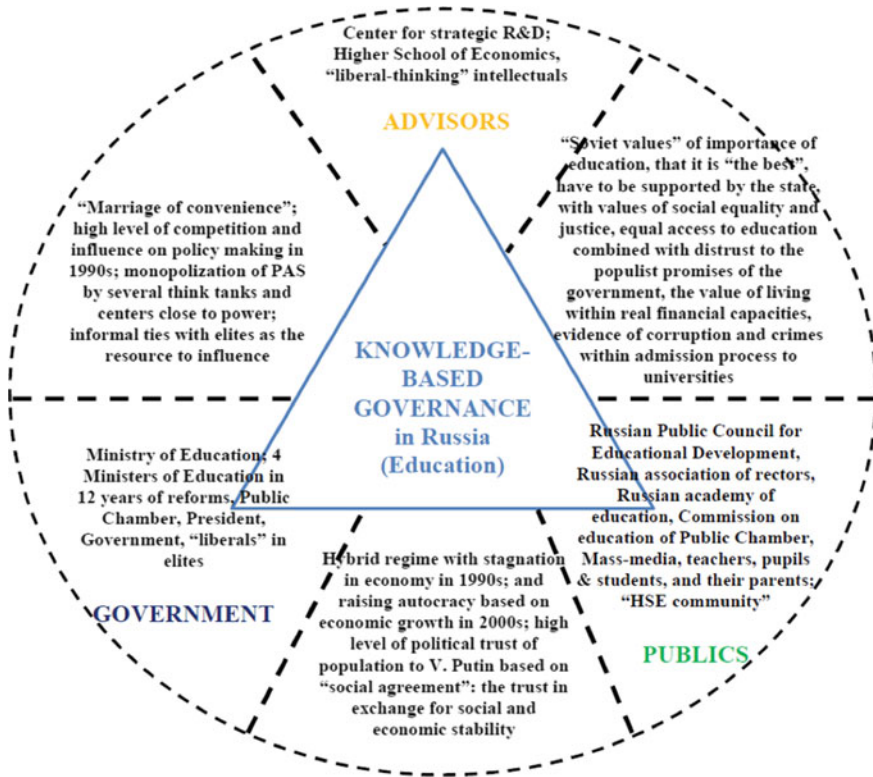 Center for strategic R&D;
Higher School of Economics,
“liberal-thinking” intellectuals
ADVISORS
“Soviet values” of importance of
education, that it is “the best”,
have to be supported by the state,
with values of social equality and
justice, equal access to education
combined with distrust to the
populist promises of the
government, the value of living
within real financial capacities,
evidence of corruption and crimes
within admission process to
universities
“Marriage of convenience”;
high level of competition and
influence on policy making in
1990s; monopolization of PAS
by several think tanks and
centers close to power;
informal ties with elites as the
resource to influence
KNOWLEDGE-
BASED
GOVERNANCE
in Russia
(Education)
Ministry of Education; 4
Ministers of Education in
12 years of reforms, Public
Chamber, President,
Government, “liberals” in
elites
GOVERNMENT
Hybrid regime with stagnation
in economy in 1990s; and
raising autocracy based on
economic growth in 2000s; high
level of political trust of
population to V. Putin based on
“social agreement”: the trust in
exchange for social and
economic stability
Russian Public Council for
Educational Development,
Russian association of rectors,
Russian academy of
education, Commission on
education of Public Chamber,
Mass-media, teachers, pupils
& students, and their parents;
“HSE community”
PUBLICS